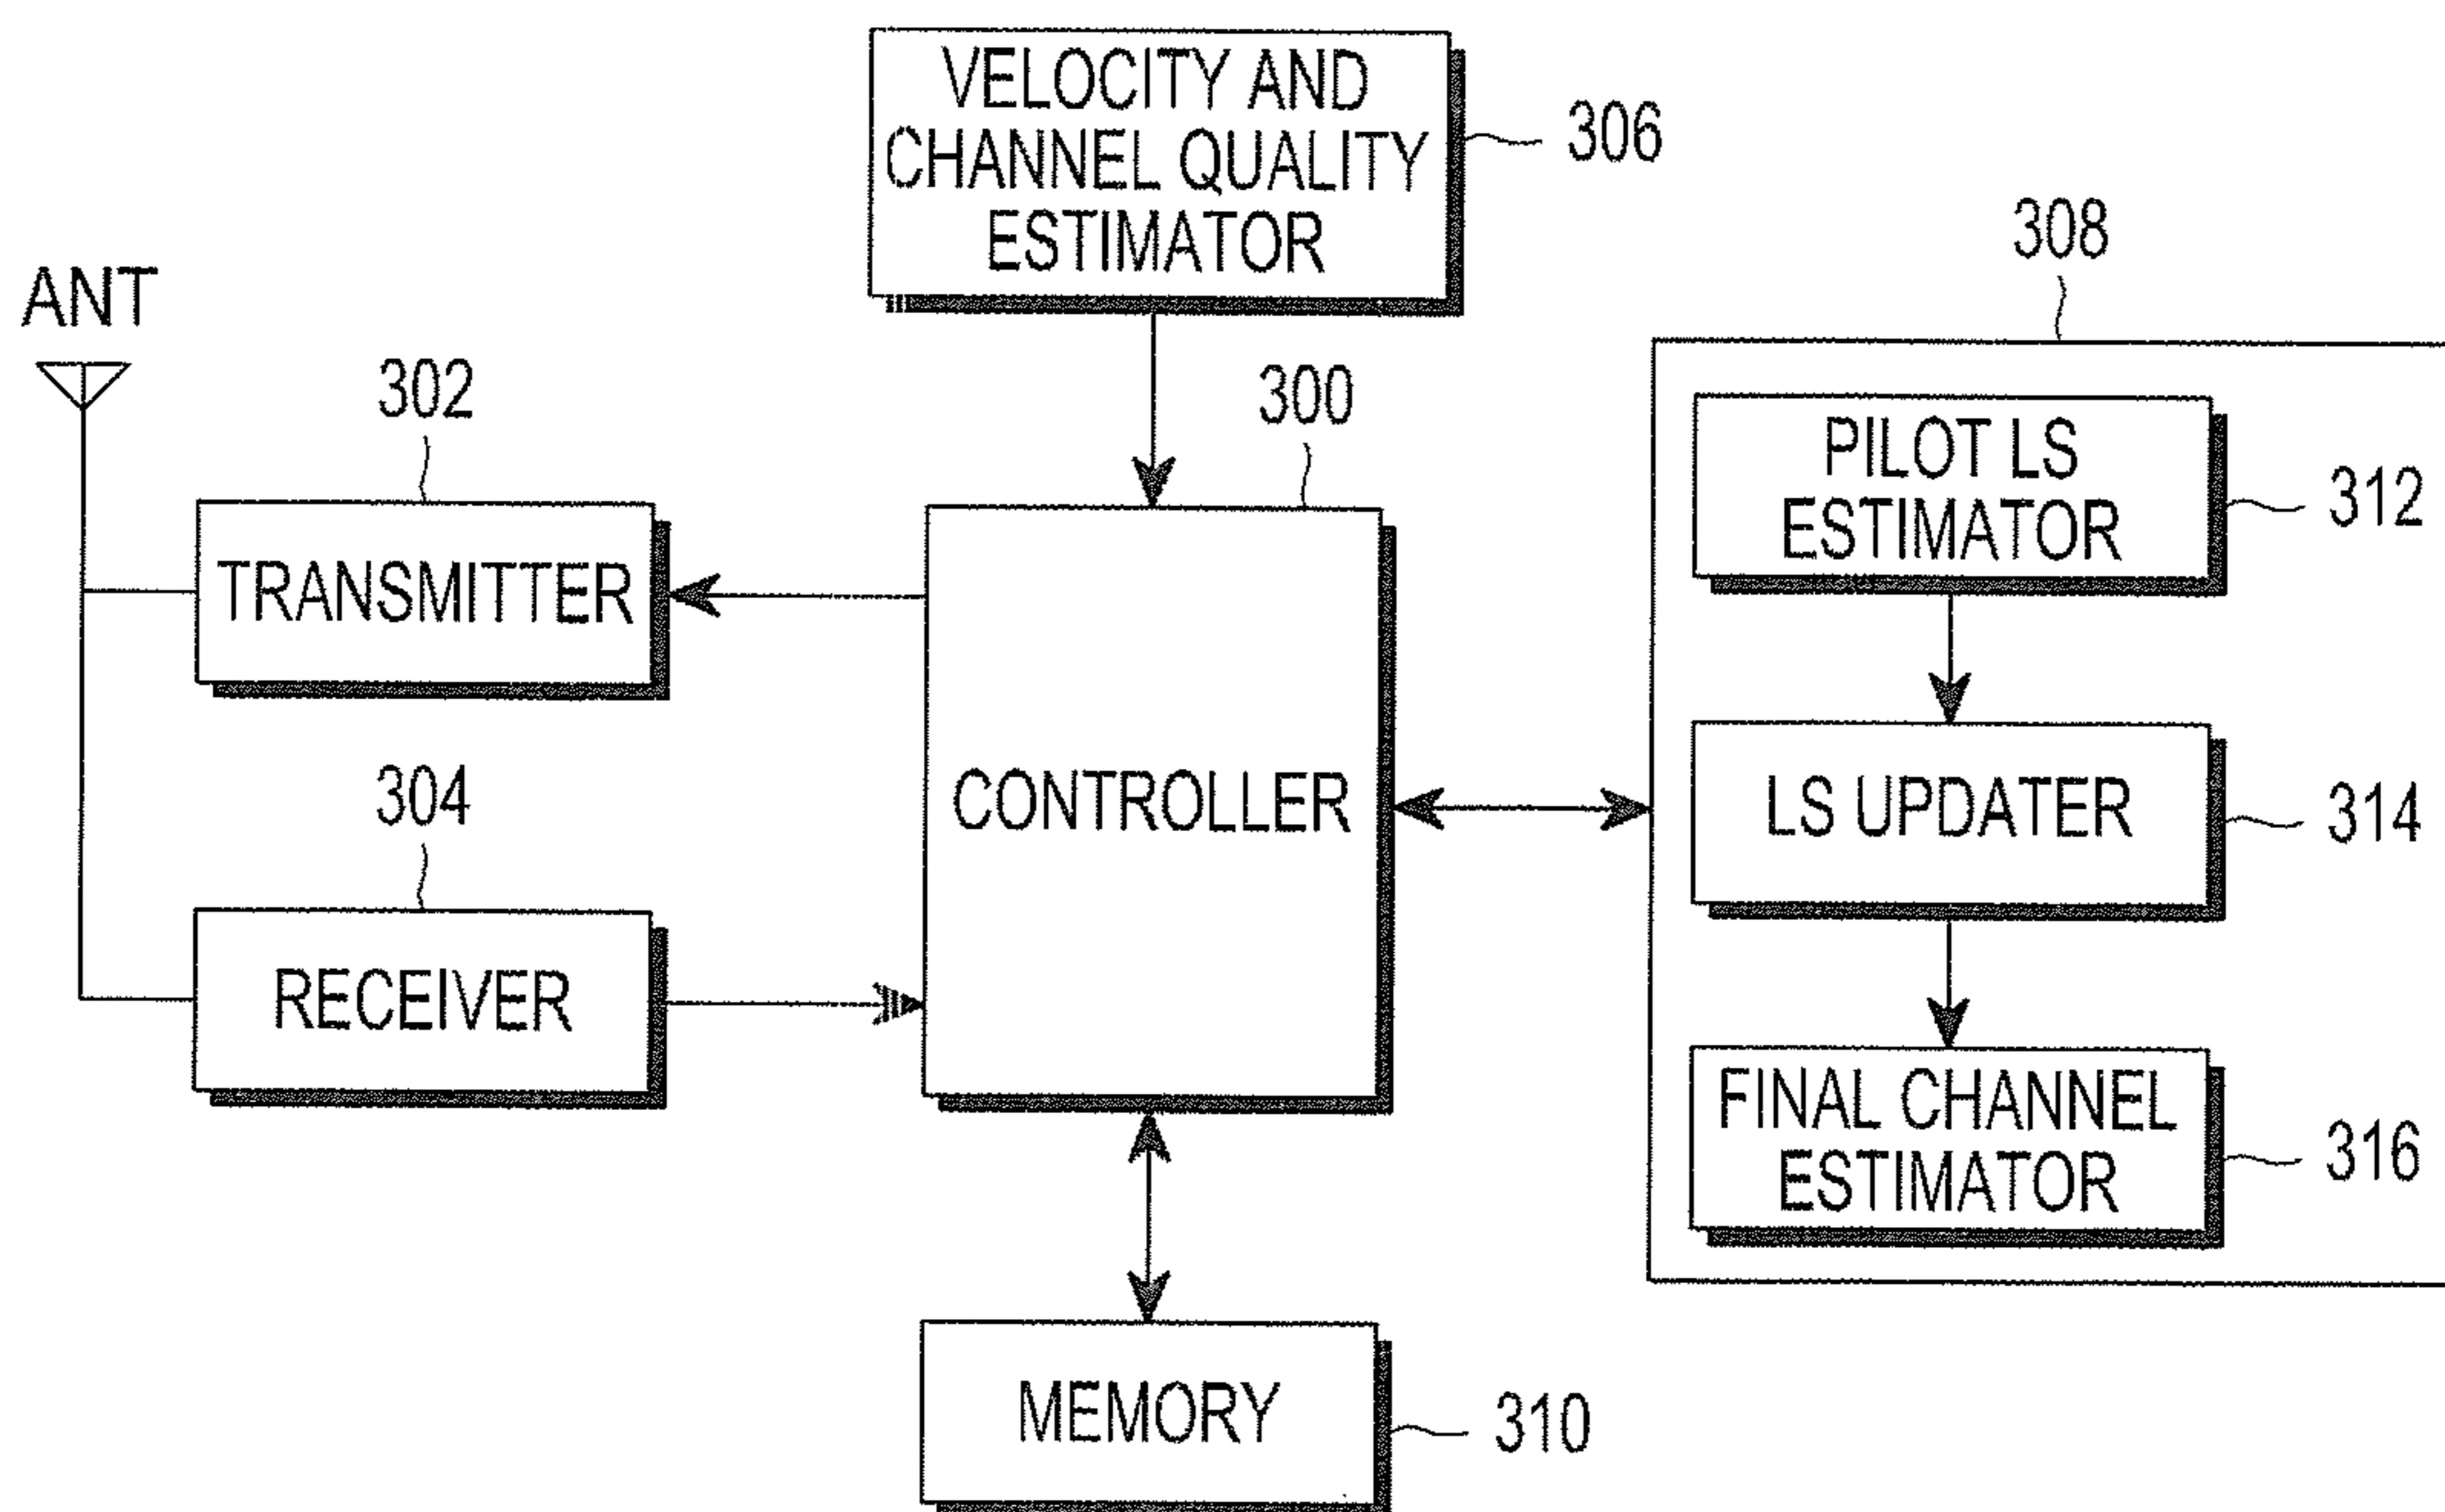 VELOCITY AND
CHANNEL QUALITY
ESTIMATOR
306
308
ANT
302
300
PILOT LS
ESTIMATOR
312
TRANSMITTER
304
CONTROLLER
LS UPDATER
314
RECEIVER
FINAL CHANNEL
ESTIMATOR
316
MEMORY
310